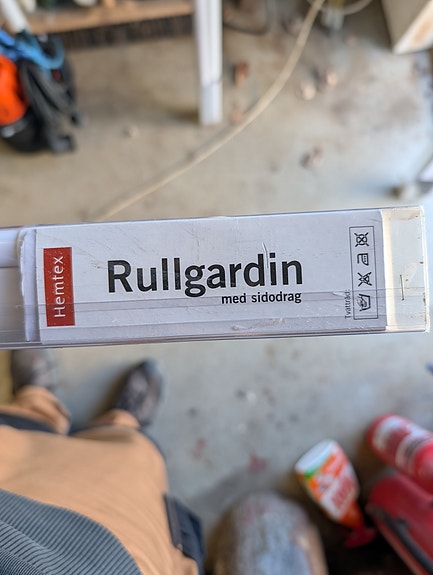 Hemtex
Rullgardin
med sidodrag
Tvättråd: